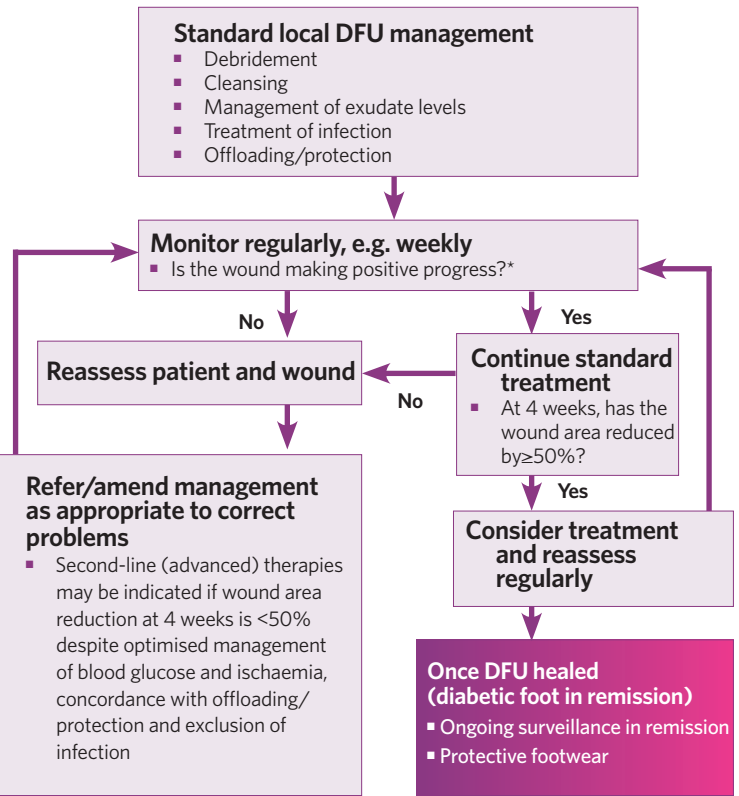 Standard local DFU management
▪ Debridement
▪ Cleansing
▪ Management of exudate levels
▪ Treatment of infection
▪ Offloading/protection
Monitor regularly, e.g. weekly
▪ Is the wound making positive progress?*
No
Yes
Reassess patient and wound
Continue standard
treatment
▪ At 4 weeks, has the
wound area reduced
by≥50%?
No
Yes
Refer/amend management
as appropriate to correct
problems
▪ Second-line (advanced) therapies
may be indicated if wound area
reduction at 4 weeks is <50%
despite optimised management
of blood glucose and ischaemia,
concordance with offloading/
protection and exclusion of
infection
Consider treatment
and reassess
regularly
Once DFU healed
(diabetic foot in remission)
▪ Ongoing surveillance in remission
▪ Protective footwear